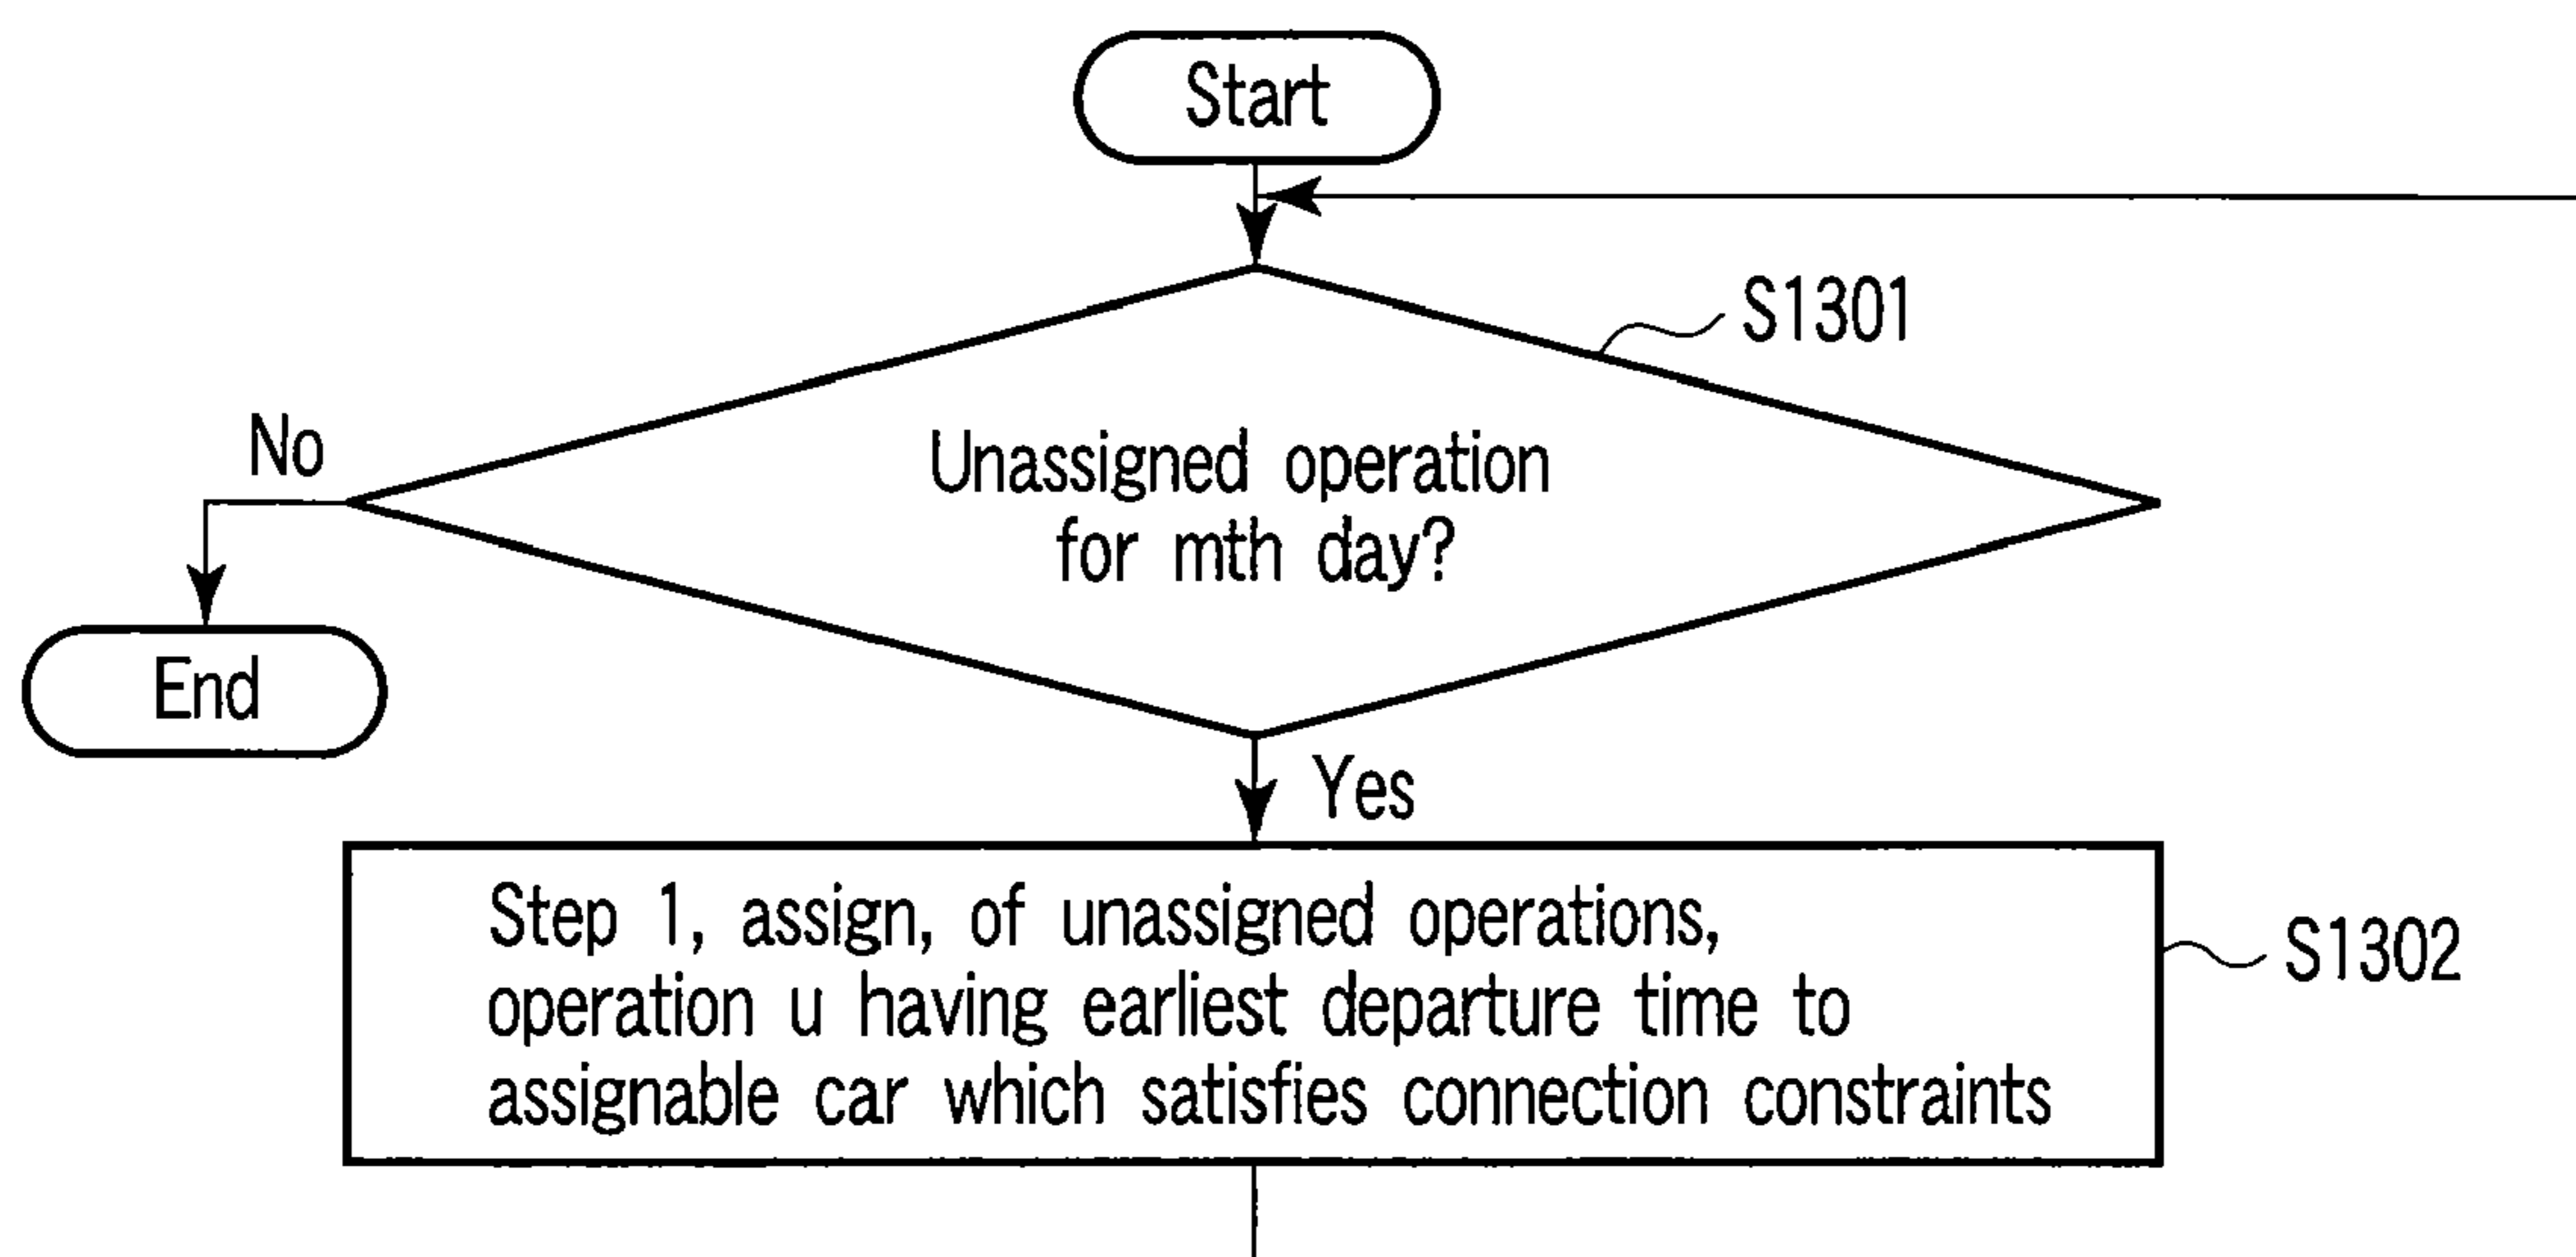 Start
S1301
No
Unassigned operation
for mth day?
End
Yes
Step 1, assign, of unassigned operations,
operation u having earliest departure time to
assignable car which satisfies connection constraints
S1302